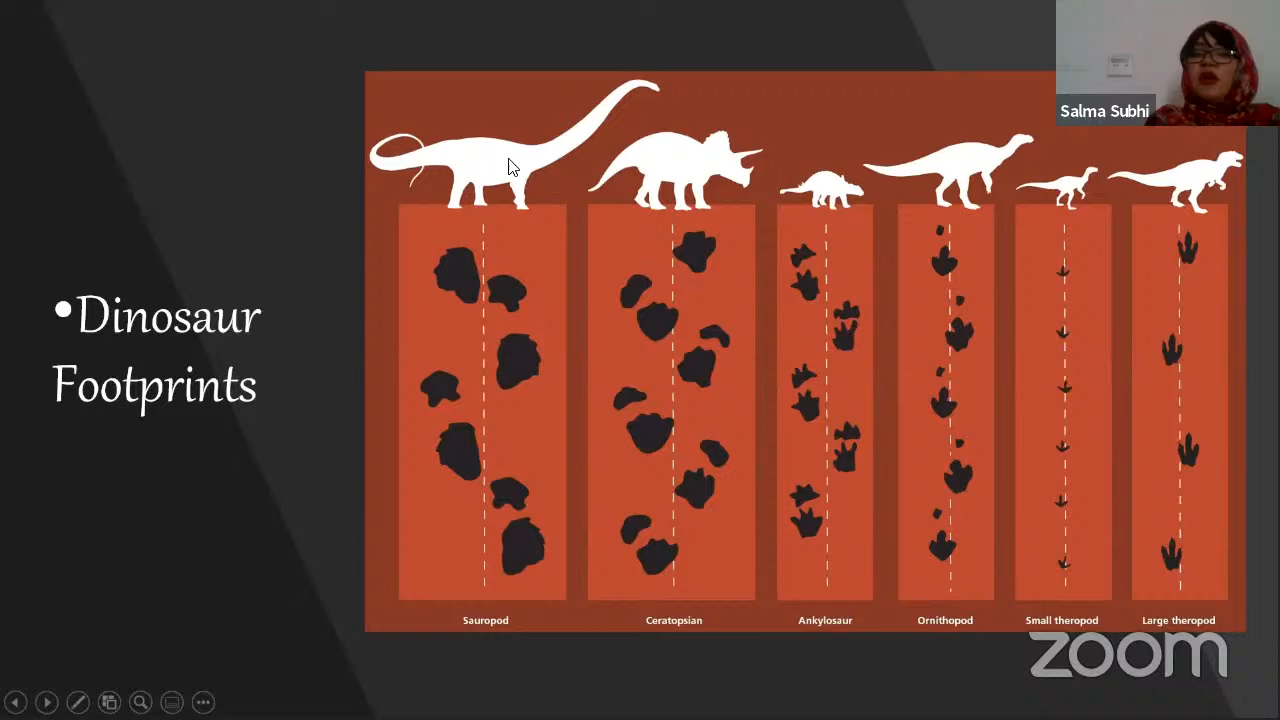 Salma Subhi
•Dinosaur
Footprints
Sauropod Ceratopsian Ankylosaur Ornithopod Small theropod Large theropod
zoom